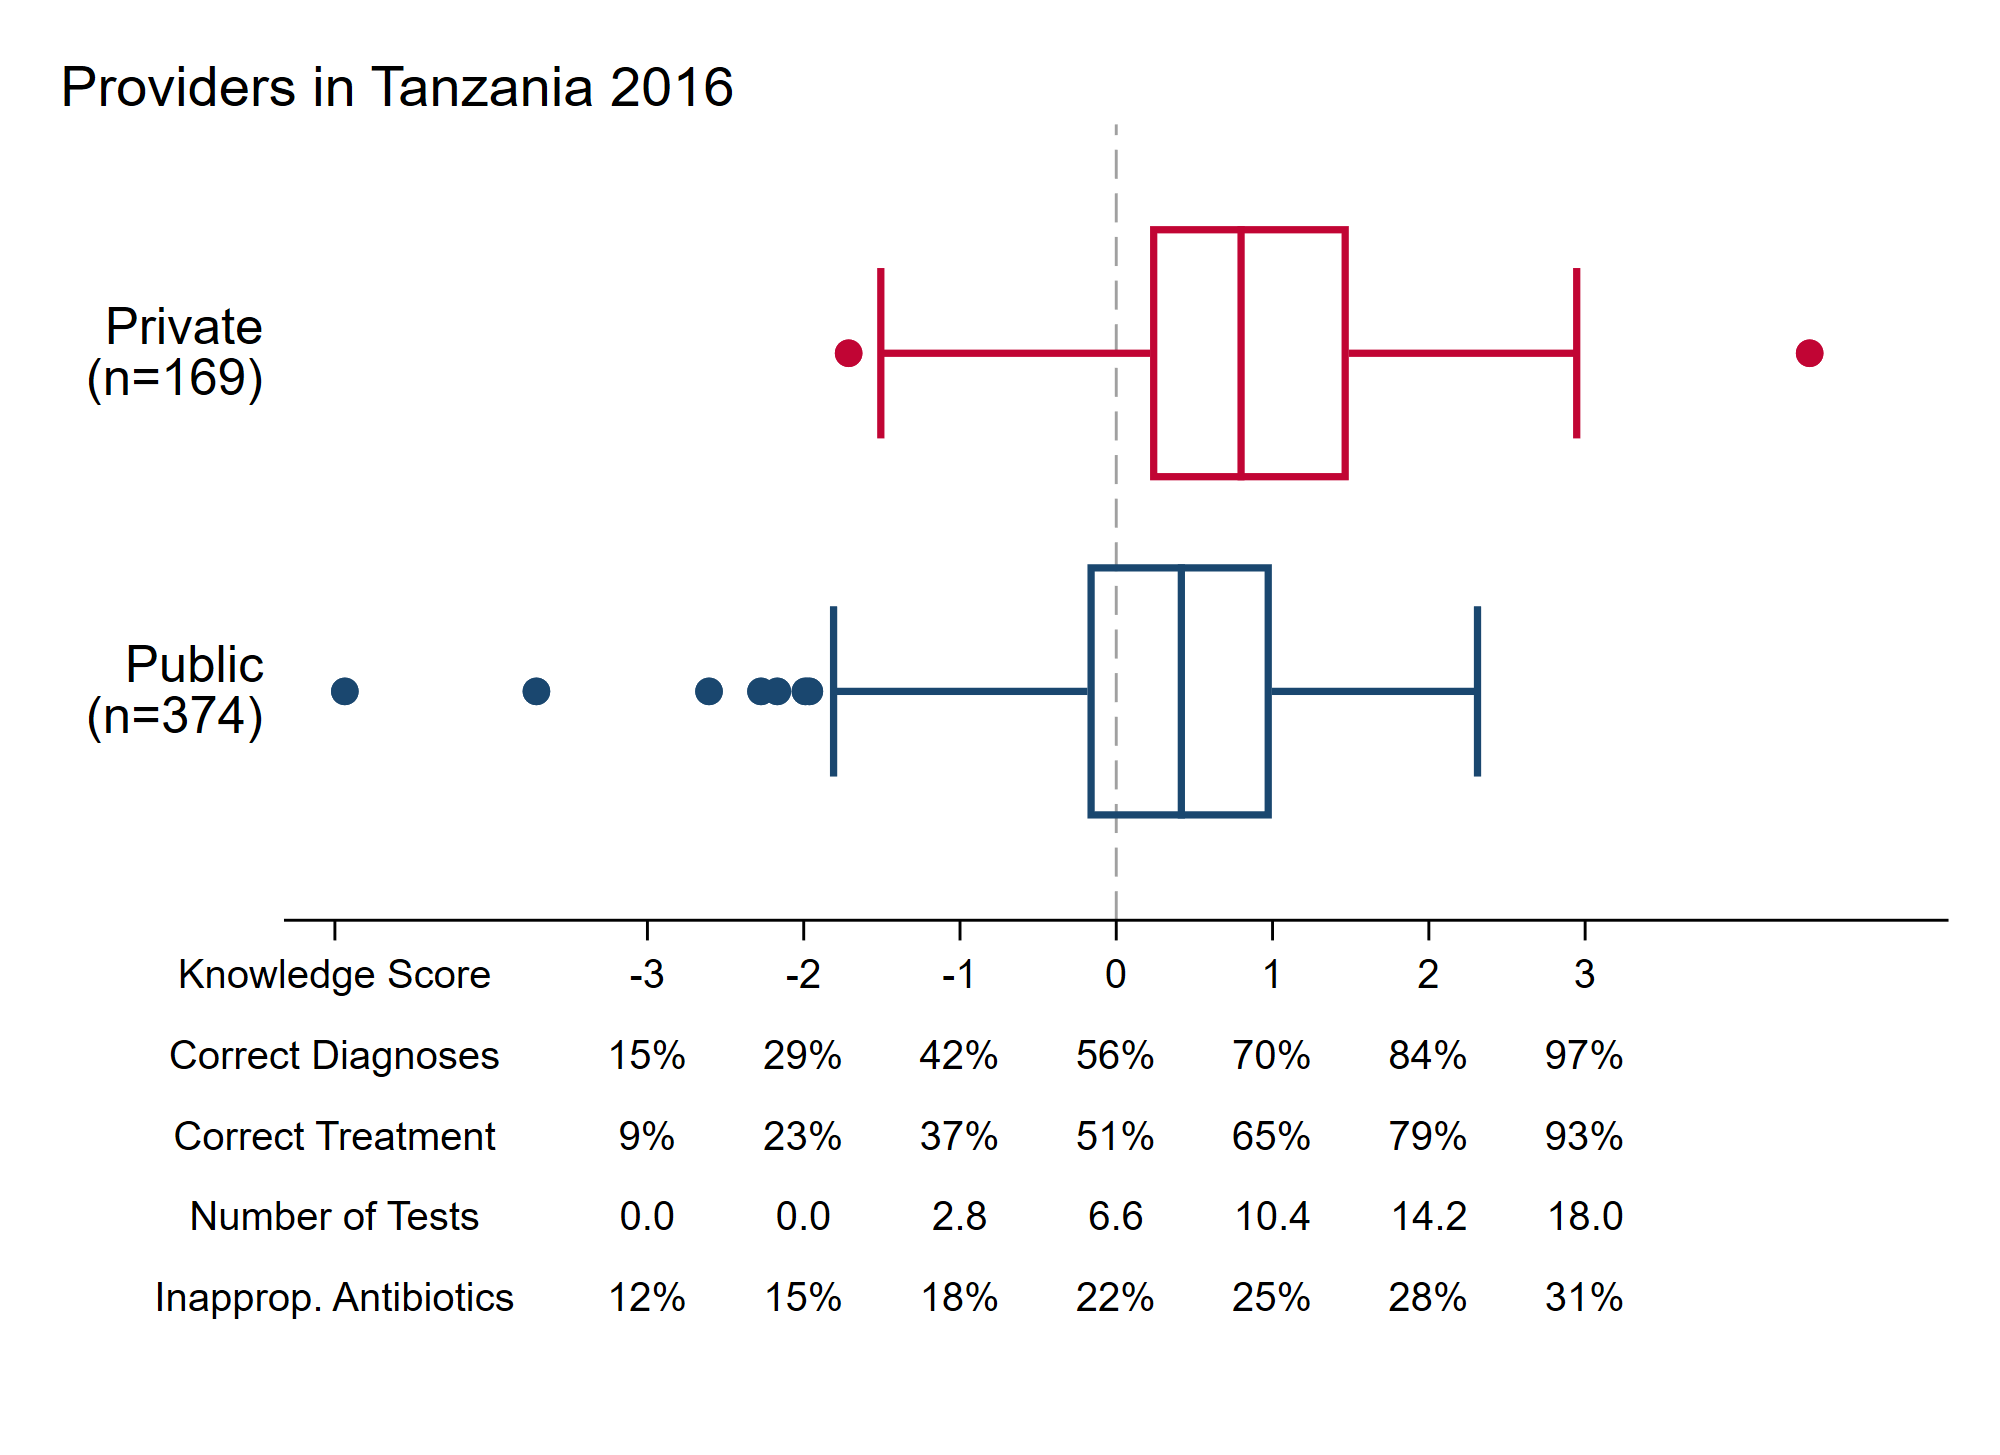 Providers in Tanzania 2016
Private
(n=169)
Public
(n=374)
Knowledge Score -3 -2 -1 0 1 2 3
Correct Diagnoses 15% 29% 42% 56% 70% 84% 97%
Correct Treatment 9% 23% 37% 51% 65% 79% 93%
Number of Tests 0.0 0.0 2.8 6.6 10.4 14.2 18.0
Inapprop. Antibiotics 12% 15% 18% 22% 25% 28% 31%